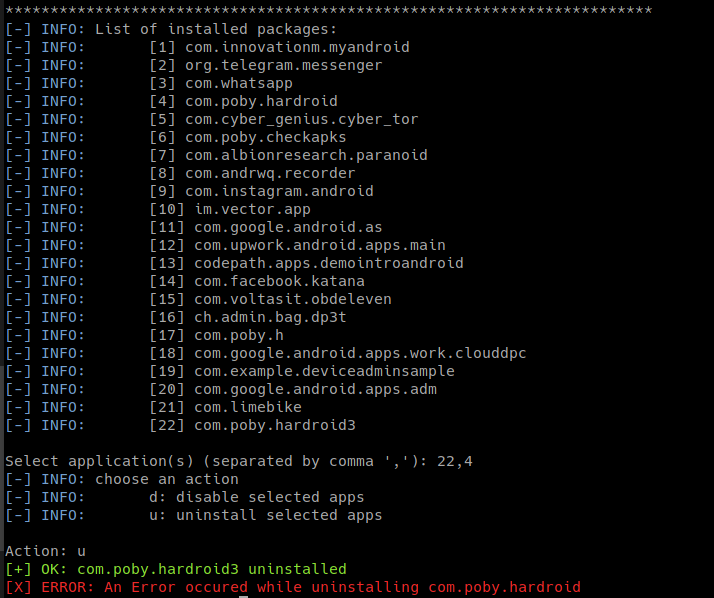 ************************************************************************
[-] INFO: List of installed packages:
[-] INFO: [1] com.innovationm.myandroid
[-] INFO: [2] org.telegram.messenger
[-] INFO: [3] com.whatsapp
[-] INFO: [4] com.poby.hardroid
[-] INFO: [5] com.cyber_genius.cyber_tor
[-] INFO: [6] com.poby.checkapks
[-] INFO: [7] com.albionresearch.paranoid
[-] INFO: [8] com.andrwq.recorder
[-] INFO: [9] com.instagram.android
[-] INFO: [10] im.vector.app
[-] INFO: [11] com.google.android.as
[-] INFO: [12] com.upwork.android.apps.main
[-] INFO: [13] codepath.apps.demointroandroid
[-] INFO: [14] com.facebook.katana
[-] INFO: [15] com.voltasit.obdeleven
[-] INFO: [16] ch.admin.bag.dp3t
[-] INFO: [17] com.poby.h
[-] INFO: [18] com.google.android.apps.work.clouddpc
[-] INFO: [19] com.example.deviceadminsample
[-] INFO: [20] com.google.android.apps.adm
[-] INFO: [21] com.limebike
[-] INFO: [22] com.poby.hardroid3
Select application(s) (separated by comma ','): 22,4
[-] INFO: choose an action
[-] INFO: d: disable selected apps
[-] INFO: u: uninstall selected apps
Action: u
[+] OK: com.poby.hardroid3 uninstalled
[X] ERROR: An Error occured while uninstalling com.poby.hardroid